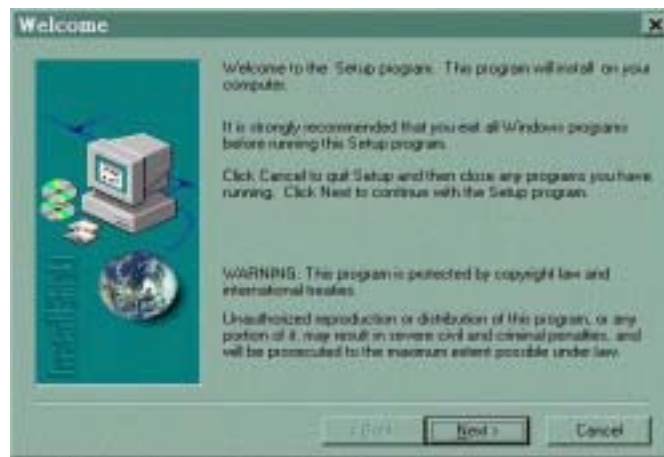 Welcome
Welcome to the Setup program. This program will install on your
computer.
It is strongly recommended that you exit all Windows programs
before running this Setup program.
Click Cancel to quit Setup and then close any programs you have
running. Click Next to continue with the Setup program.
WARNING: This program is protected by copyright law and
international treaties.
Unauthorized reproduction or distribution of this program, or any
portion of it, may result in severe civil and criminal penalties, and
will be prosecuted to the maximum extent possible under law.
< Back
Next >
Cancel